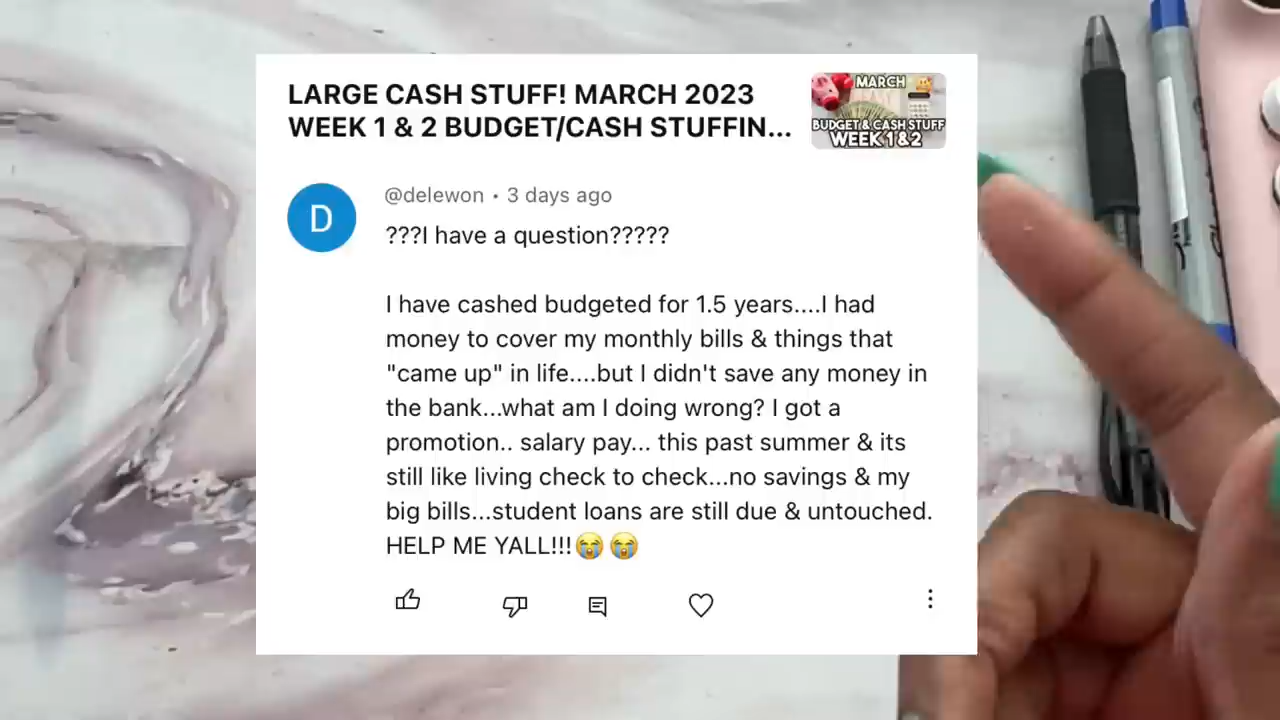 LARGE CASH STUFF! MARCH 2023
WEEK 1 & 2 BUDGET/CASH STUFFIN...
MARCH
BUDGET & CASH STUFF
WEEK 1&2
D
@delewon • 3 days ago
???I have a question?????
I have cashed budgeted for 1.5 years....I had
money to cover my monthly bills & things that
"came up" in life....but I didn't save any money in
the bank...what am I doing wrong? I got a
promotion.. salary pay... this past summer & its
still like living check to check...no savings & my
big bills...student loans are still due & untouched.
HELP ME YALL!!!😭😭